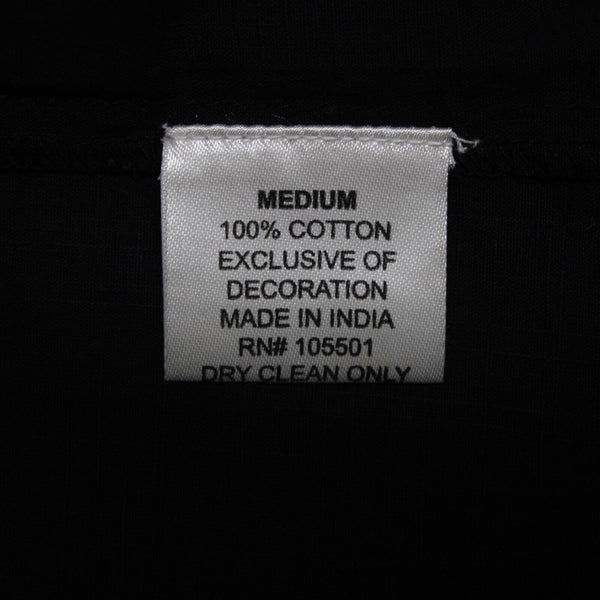 MEDIUM
100% COTTON
EXCLUSIVE OF
DECORATION
MADE IN INDIA
RN# 105501
DRY CLEAN ONLY